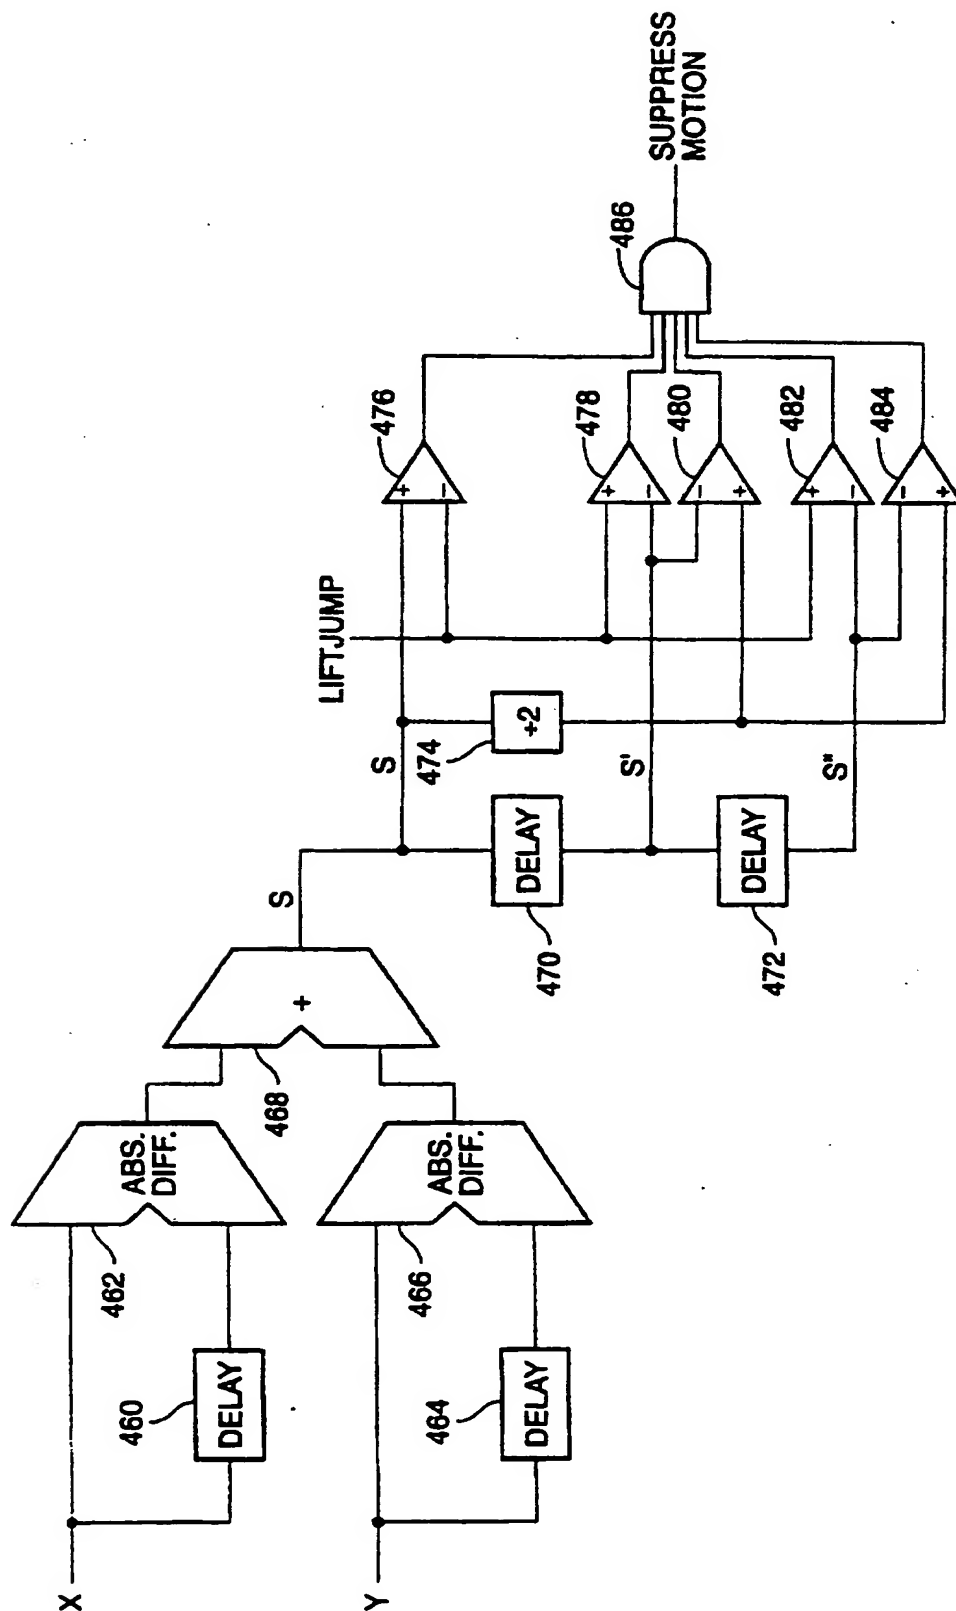 X
460
DELAY
462
ABS.
DIFF.
Y
464
DELAY
466
ABS.
DIFF.
468
+
S
S
470
DELAY
S'
472
DELAY
S"
474
÷2
LIFTJUMP
476
+
−
478
+
−
480
−
+
482
+
−
484
−
+
486
SUPPRESS
MOTION